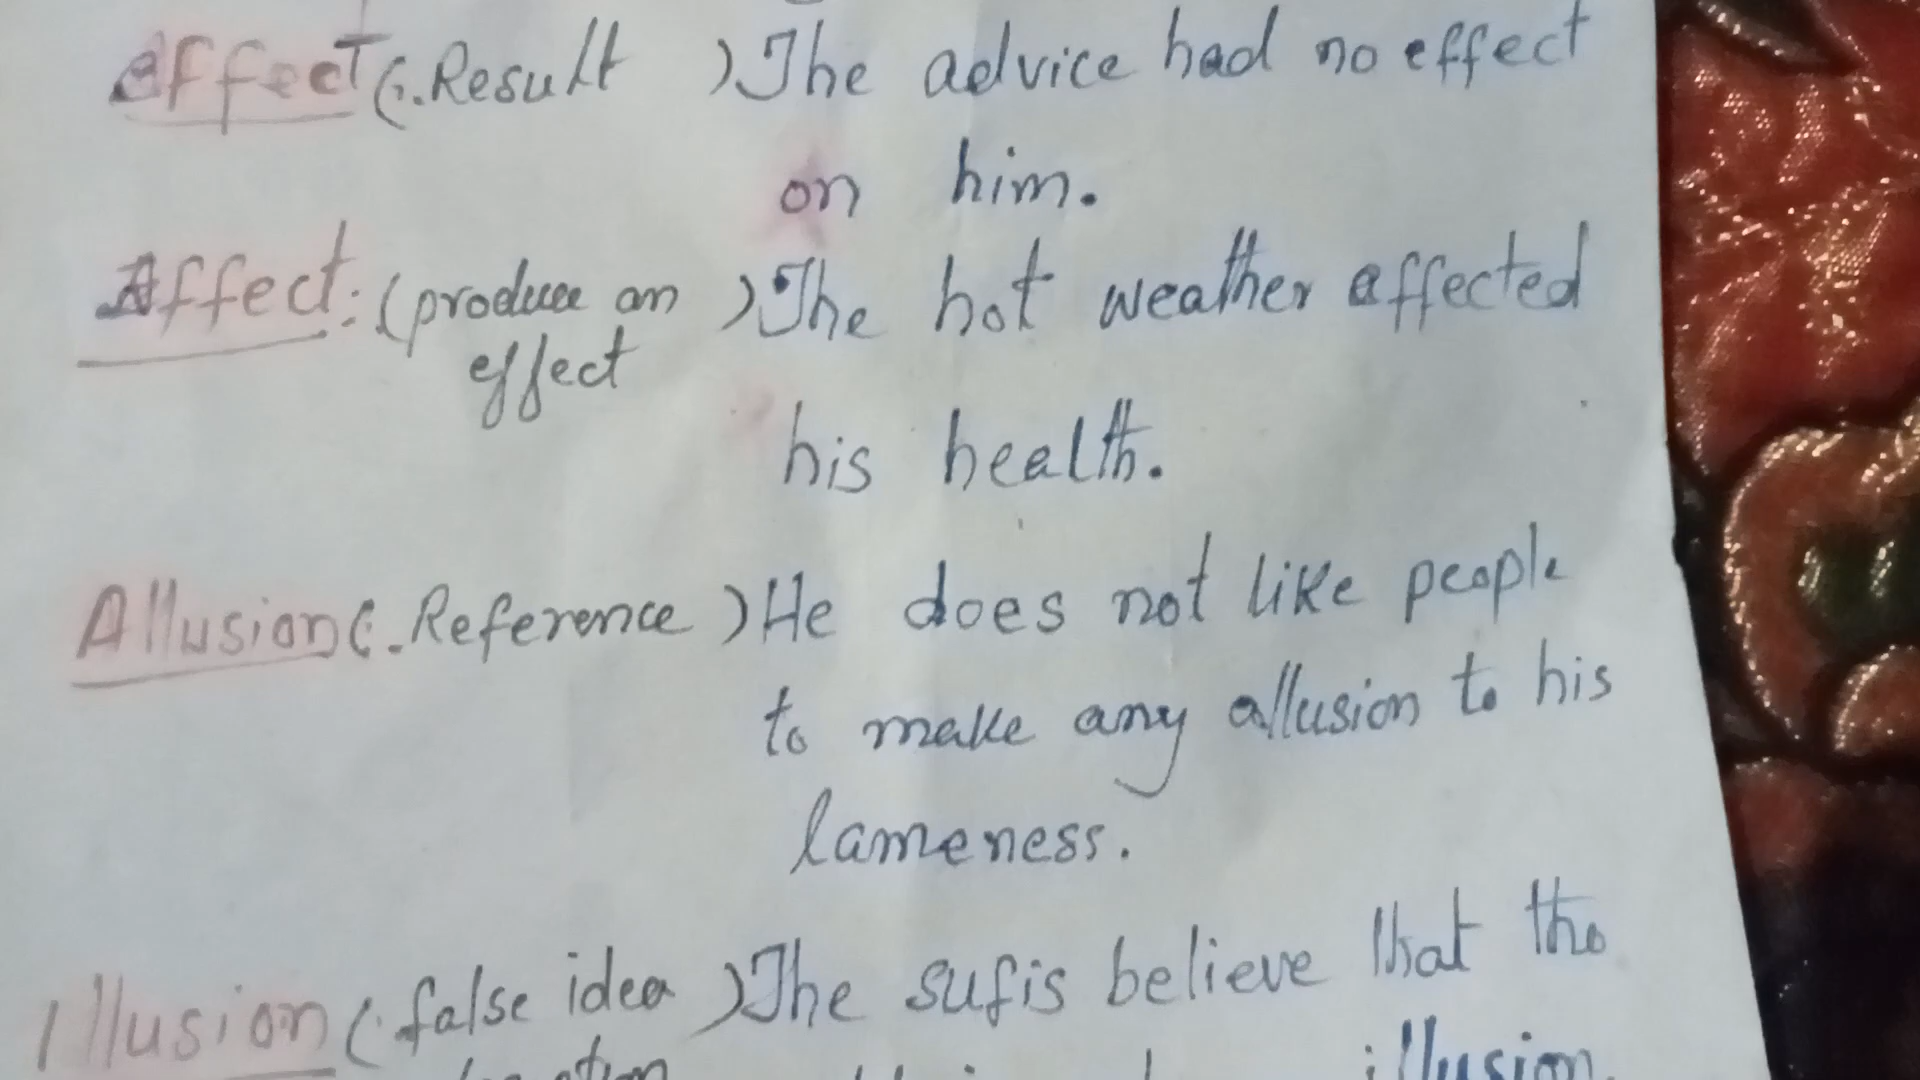 Effect (.Result ) The advice had no effect
on him.
Affect: (produce an ) The hot weather affected
effect
his health.
Allusion (.Reference ) He does not like people
to make any allusion to his
lameness.
Illusion (.false idea ) The sufis believe that the
illusion.